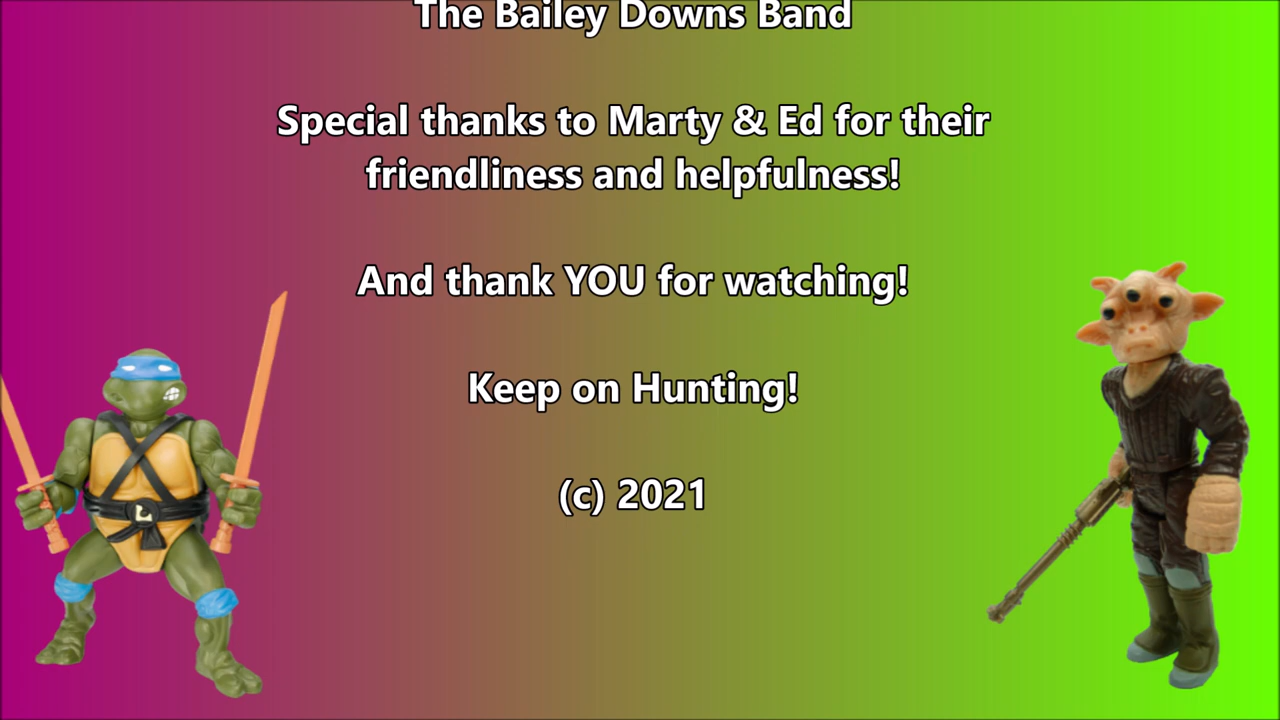 The Bailey Downs Band
Special thanks to Marty & Ed for their
friendliness and helpfulness!
And thank YOU for watching!
Keep on Hunting!
(c) 2021
L